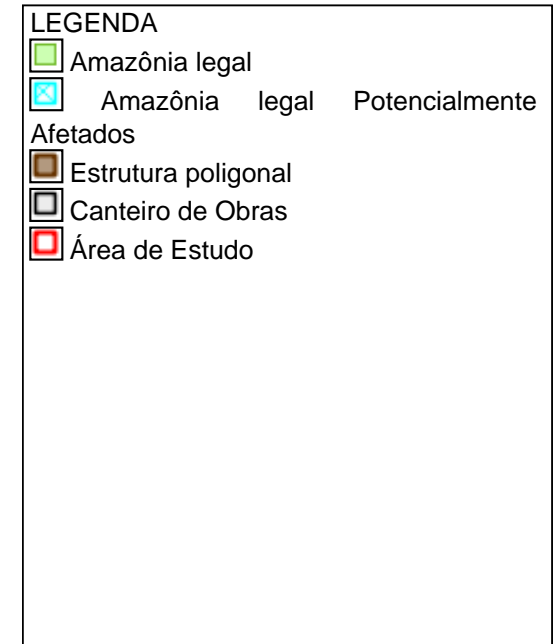 LEGENDA
Amazônia legal
Amazônia legal Potencialmente
Afetados
Estrutura poligonal
Canteiro de Obras
Área de Estudo